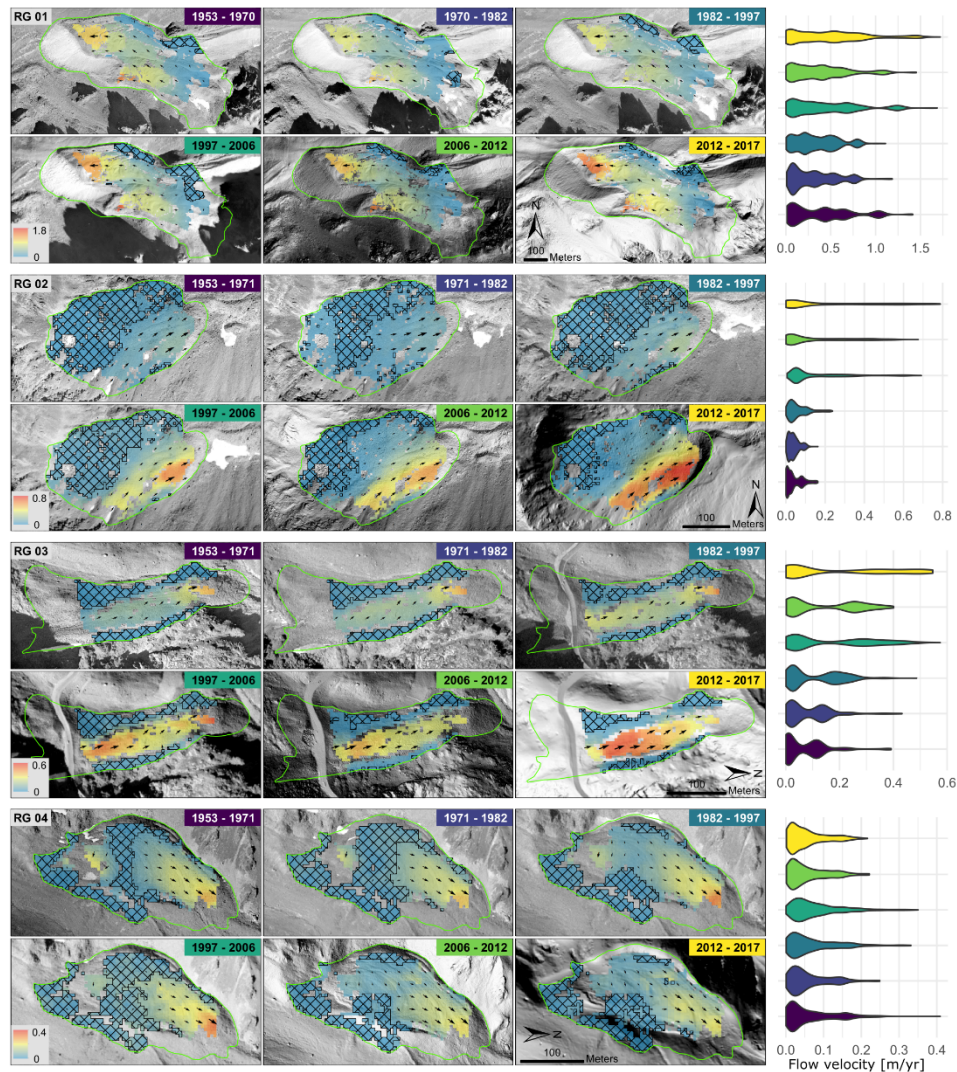 RG 01
1953 - 1970
1970 - 1982
1982 - 1997
1997 - 2006
2006 - 2012
2012 - 2017
1.8
0
N
100
Meters
0.0 0.5 1.0 1.5
RG 02
1953 - 1971
1971 - 1982
1982 - 1997
1997 - 2006
2006 - 2012
2012 - 2017
0.8
0
N
100
Meters
0.0 0.2 0.4 0.6 0.8
RG 03
1953 - 1971
1971 - 1982
1982 - 1997
1997 - 2006
2006 - 2012
2012 - 2017
0.6
0
N
100
Meters
0.0 0.2 0.4 0.6
RG 04
1953 - 1971
1971 - 1982
1982 - 1997
1997 - 2006
2006 - 2012
2012 - 2017
0.4
0
N
100
Meters
0.0 0.1 0.2 0.3 0.4
Flow velocity [m/yr]